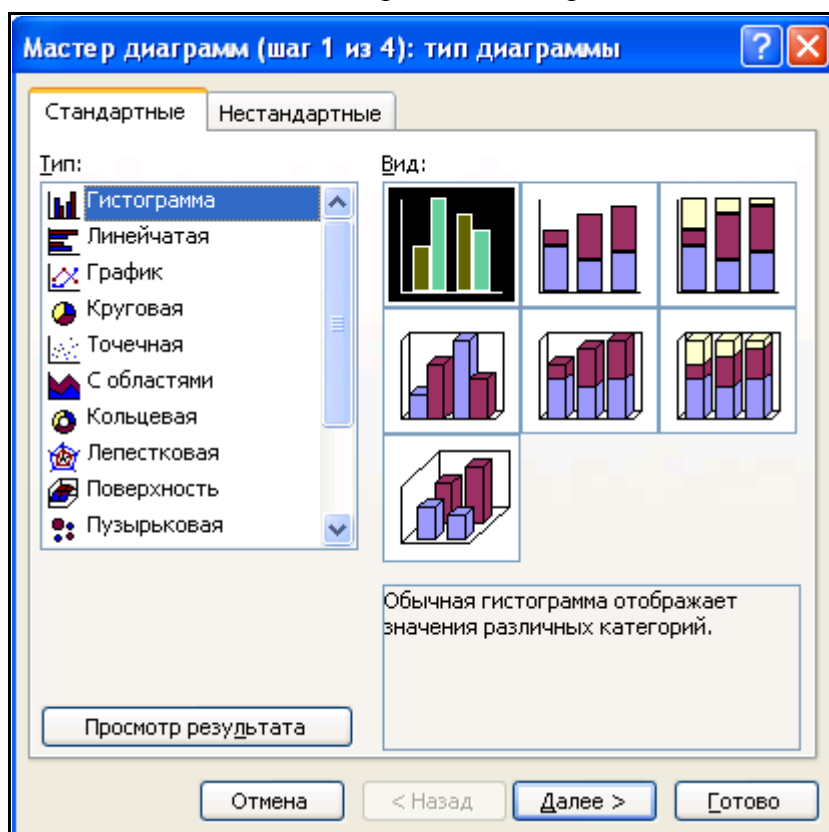 Мастер диаграмм (шаг 1 из 4): тип диаграммы
Стандартные
Нестандартные
Тип:
Гистограмма
Линейчатая
График
Круговая
Точечная
С областями
Кольцевая
Лепестковая
Поверхность
Пузырьковая
Вид:
Обычная гистограмма отображает
значения различных категорий.
Просмотр результата
Отмена
< Назад
Далее >
Готово